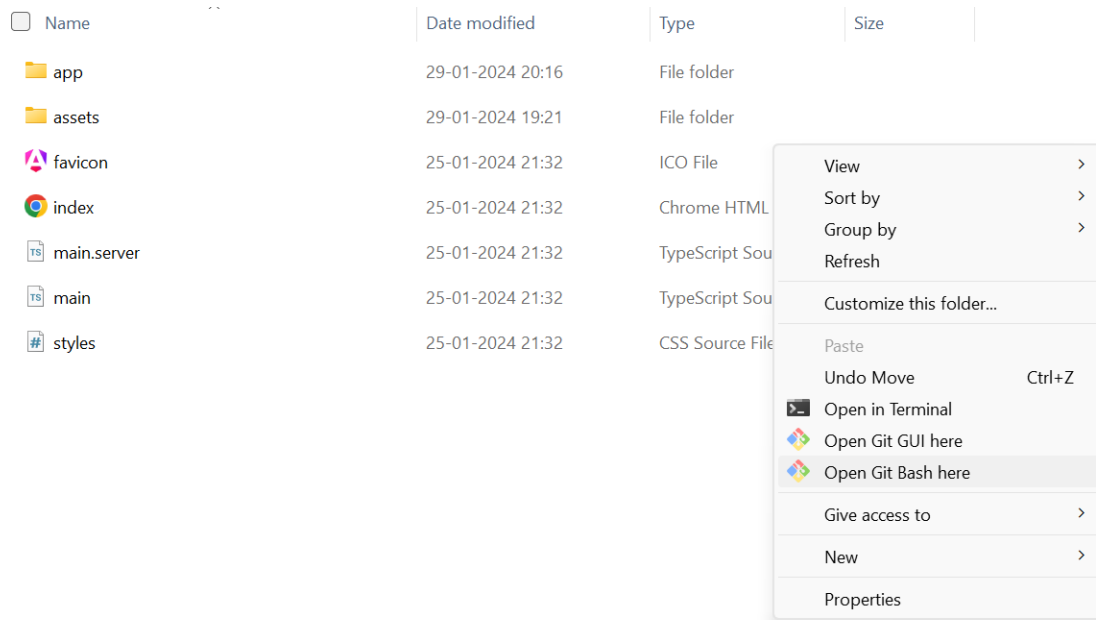 Name Date modified Type Size
app 29-01-2024 20:16 File folder
assets 29-01-2024 19:21 File folder
favicon 25-01-2024 21:32 ICO File
index 25-01-2024 21:32 Chrome HTML
TS main.server 25-01-2024 21:32 TypeScript Sou
TS main 25-01-2024 21:32 TypeScript Sou
# styles 25-01-2024 21:32 CSS Source File
View
Sort by
Group by
Refresh
Customize this folder...
Paste
Undo Move Ctrl+Z
Open in Terminal
Open Git GUI here
Open Git Bash here
Give access to
New
Properties